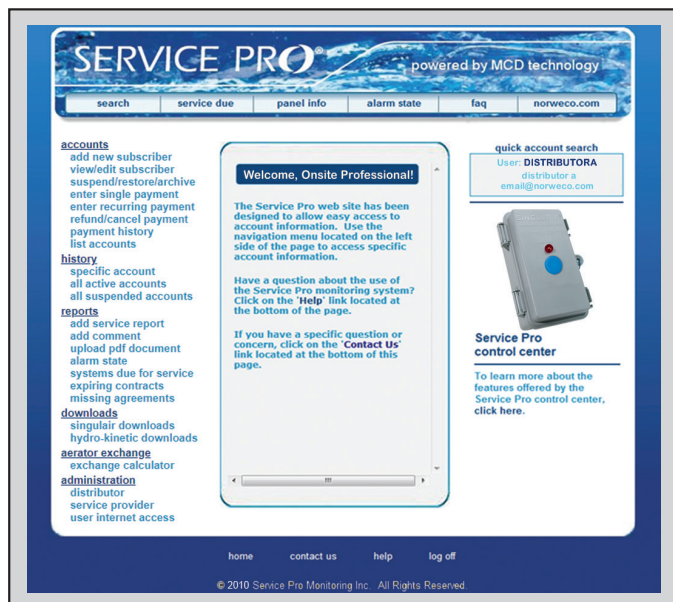 SERVICE PRO®
powered by MCD technology
search service due panel info alarm state faq norweco.com
accounts
add new subscriber
view/edit subscriber
suspend/restore/archive
enter single payment
enter recurring payment
refund/cancel payment
payment history
list accounts
history
specific account
all active accounts
all suspended accounts
reports
add service report
add comment
upload pdf document
alarm state
systems due for service
expiring contracts
missing agreements
downloads
singulair downloads
hydro-kinetic downloads
aerator exchange
exchange calculator
administration
distributor
service provider
user internet access
Welcome, Onsite Professional!
The Service Pro web site has been
designed to allow easy access to
account information. Use the
navigation menu located on the left
side of the page to access specific
account information.
Have a question about the use of
the Service Pro monitoring system?
Click on the 'Help' link located at
the bottom of the page.
If you have a specific question or
concern, click on the 'Contact Us'
link located at the bottom of this
page.
quick account search
User: DISTRIBUTORA
distributor a
email@norweco.com
Service Pro
control center
To learn more about the
features offered by the
Service Pro control center,
click here.
home contact us help log off
© 2010 Service Pro Monitoring Inc. All Rights Reserved.